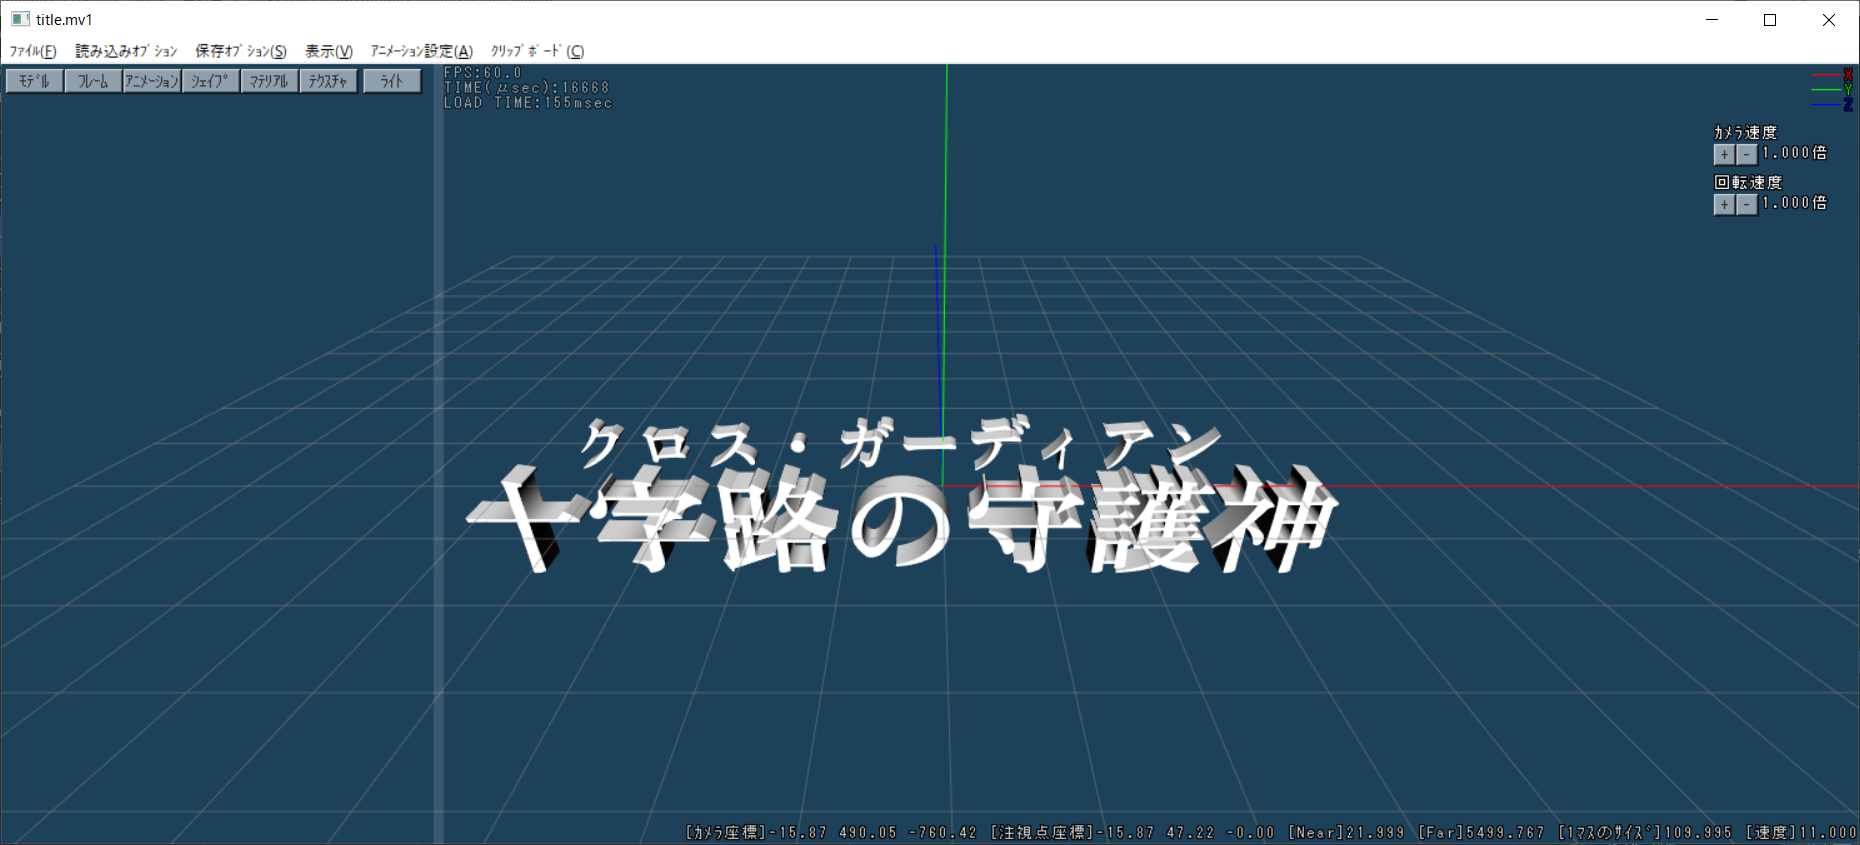 title.mv1
ﾌｧｲﾙ(F) 読み込みｵﾌﾟｼｮﾝ 保存ｵﾌﾟｼｮﾝ(S) 表示(V) ｱﾆﾒｰｼｮﾝ設定(A) ｸﾘｯﾌﾟﾎﾞｰﾄﾞ(C)
ﾓﾃﾞﾙ ﾌﾚｰﾑ ｱﾆﾒｰｼｮﾝ ｼｪｲﾌﾟ ﾏﾃﾘｱﾙ ﾃｸｽﾁｬ ﾗｲﾄ
FPS:60.0
TIME(μsec):16668
LOAD TIME:155msec
X
Y
Z
ｶﾒﾗ速度
+ - 1.000倍
回転速度
+ - 1.000倍
クロス・ガーディアン
十字路の守護神
[ｶﾒﾗ座標]-15.87 490.05 -760.42 [注視点座標]-15.87 47.22 -0.00 [Near]21.999 [Far]5499.767 [1ﾏｽのｻｲｽﾞ]109.995 [速度]11.000